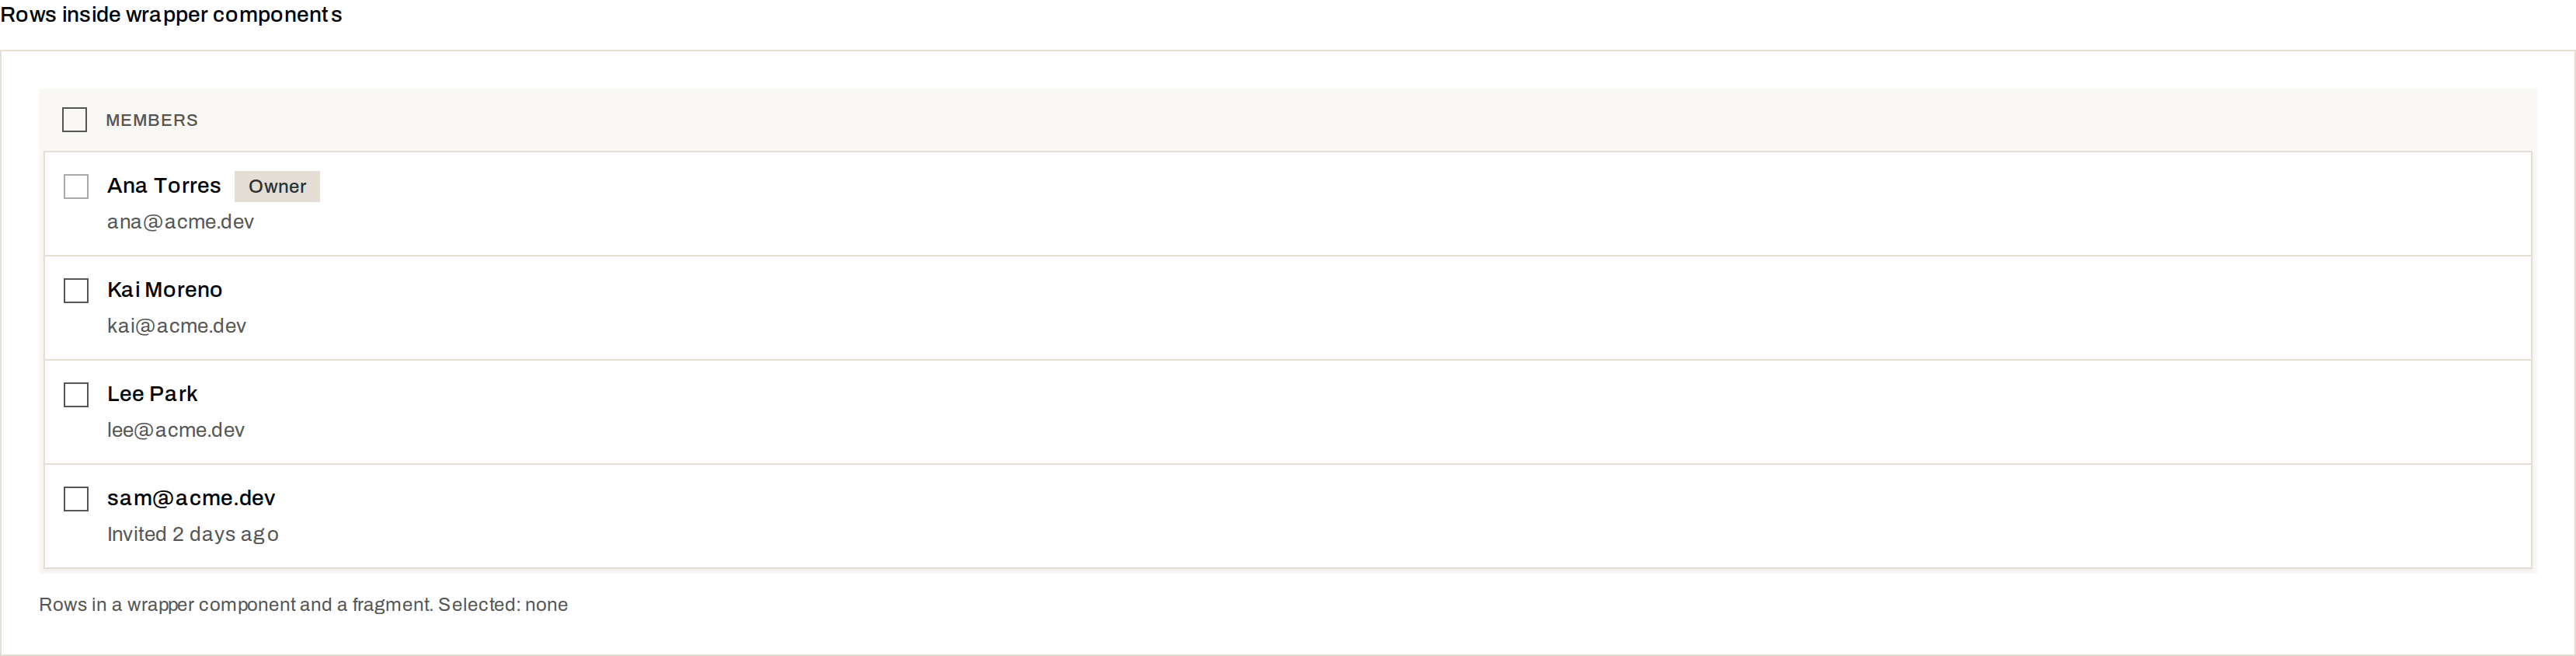 Rows inside wrapper components
MEMBERS
Ana Torres Owner
ana@acme.dev
Kai Moreno
kai@acme.dev
Lee Park
lee@acme.dev
sam@acme.dev
Invited 2 days ago
Rows in a wrapper component and a fragment. Selected: none